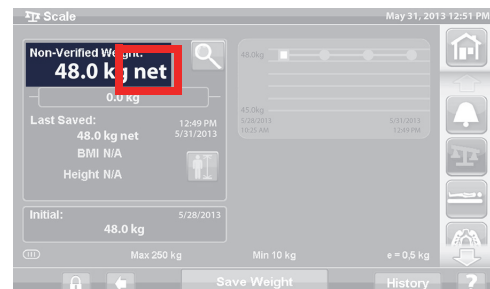 Scale
May 31, 2013 12:51 PM
Non-Verified Weight:
48.0 kg net
0.0 kg
Last Saved:
12:49 PM
48.0 kg net
5/31/2013
BMI N/A
Height N/A
Initial:
5/28/2013
48.0 kg
48.0kg
45.0kg
5/28/2013
10:25 AM
5/31/2013
12:49 PM
Max 250 kg
Min 10 kg
e = 0,5 kg
Save Weight
History
?